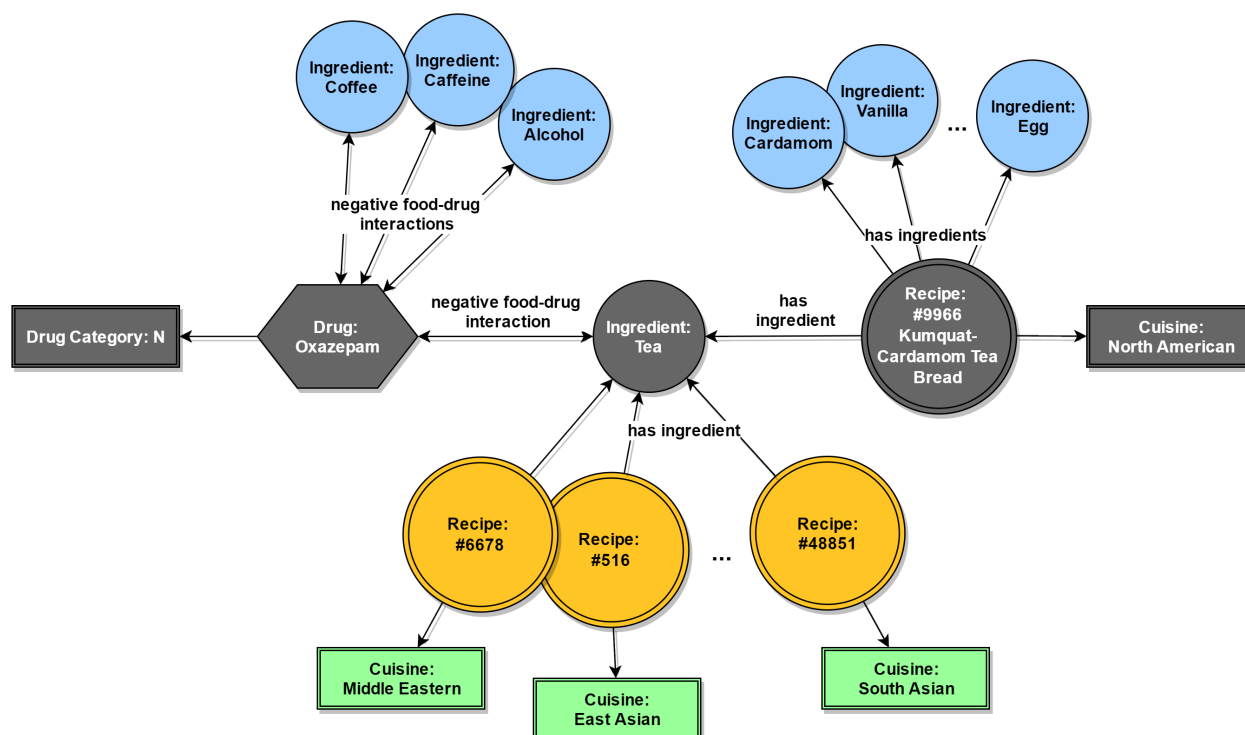 Ingredient:
Coffee
Ingredient:
Caffeine
Ingredient:
Alcohol
Ingredient:
Cardamom
Ingredient:
Vanilla
...
Ingredient:
Egg
negative food-drug
interactions
has ingredients
Drug Category: N
Drug:
Oxazepam
negative food-drug
interaction
Ingredient:
Tea
has
ingredient
Recipe:
#9966
Kumquat-
Cardamom Tea
Bread
Cuisine:
North American
has ingredient
Recipe:
#6678
Recipe:
#516
...
Recipe:
#48851
Cuisine:
Middle Eastern
Cuisine:
East Asian
Cuisine:
South Asian